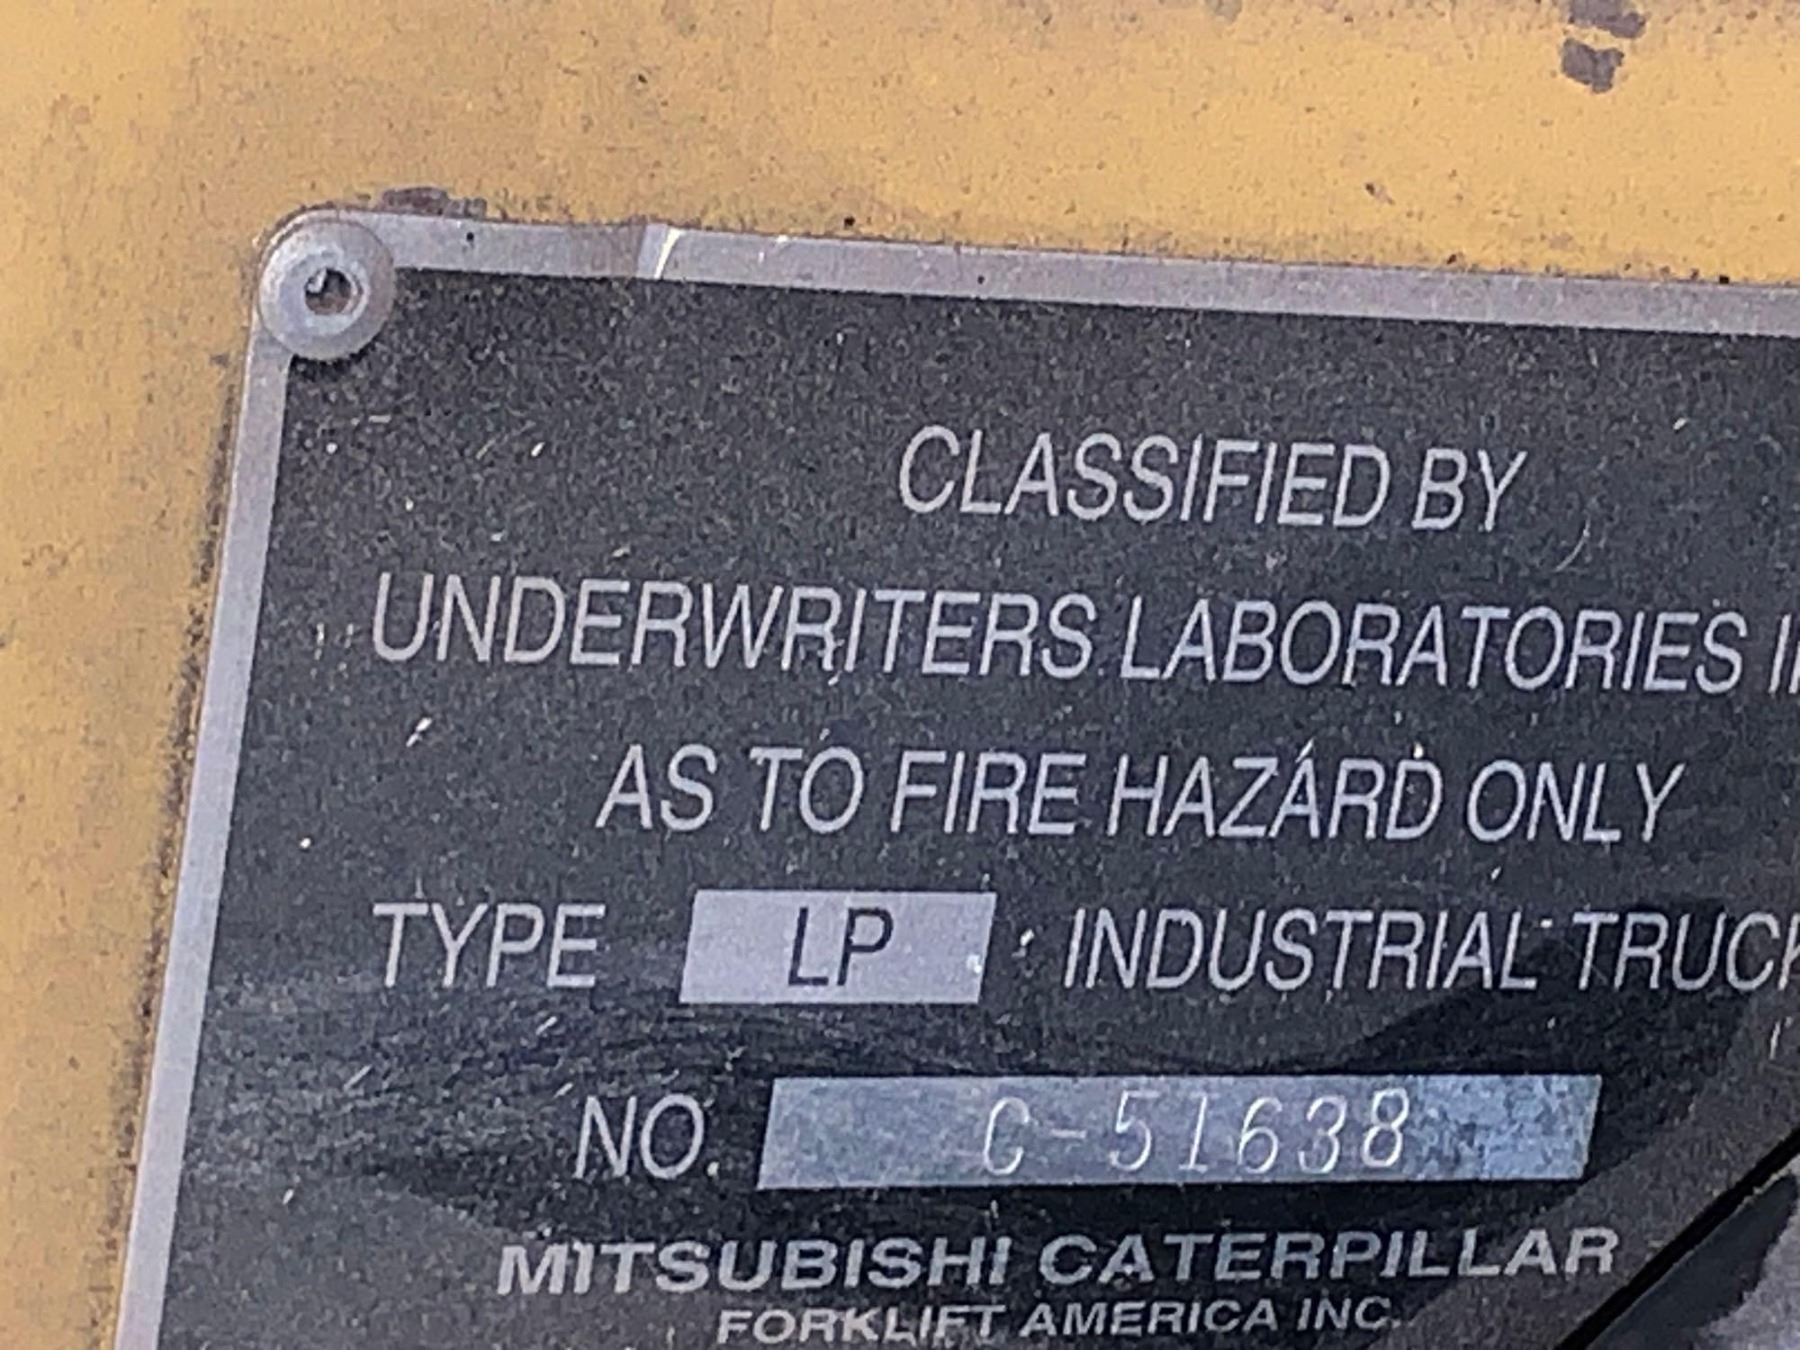 CLASSIFIED BY
UNDERWRITERS LABORATORIES
AS TO FIRE HAZARD ONLY
TYPE LP INDUSTRIAL TRUCK
NO. C-51638
MITSUBISHI CATERPILLAR
FORKLIFT AMERICA INC.